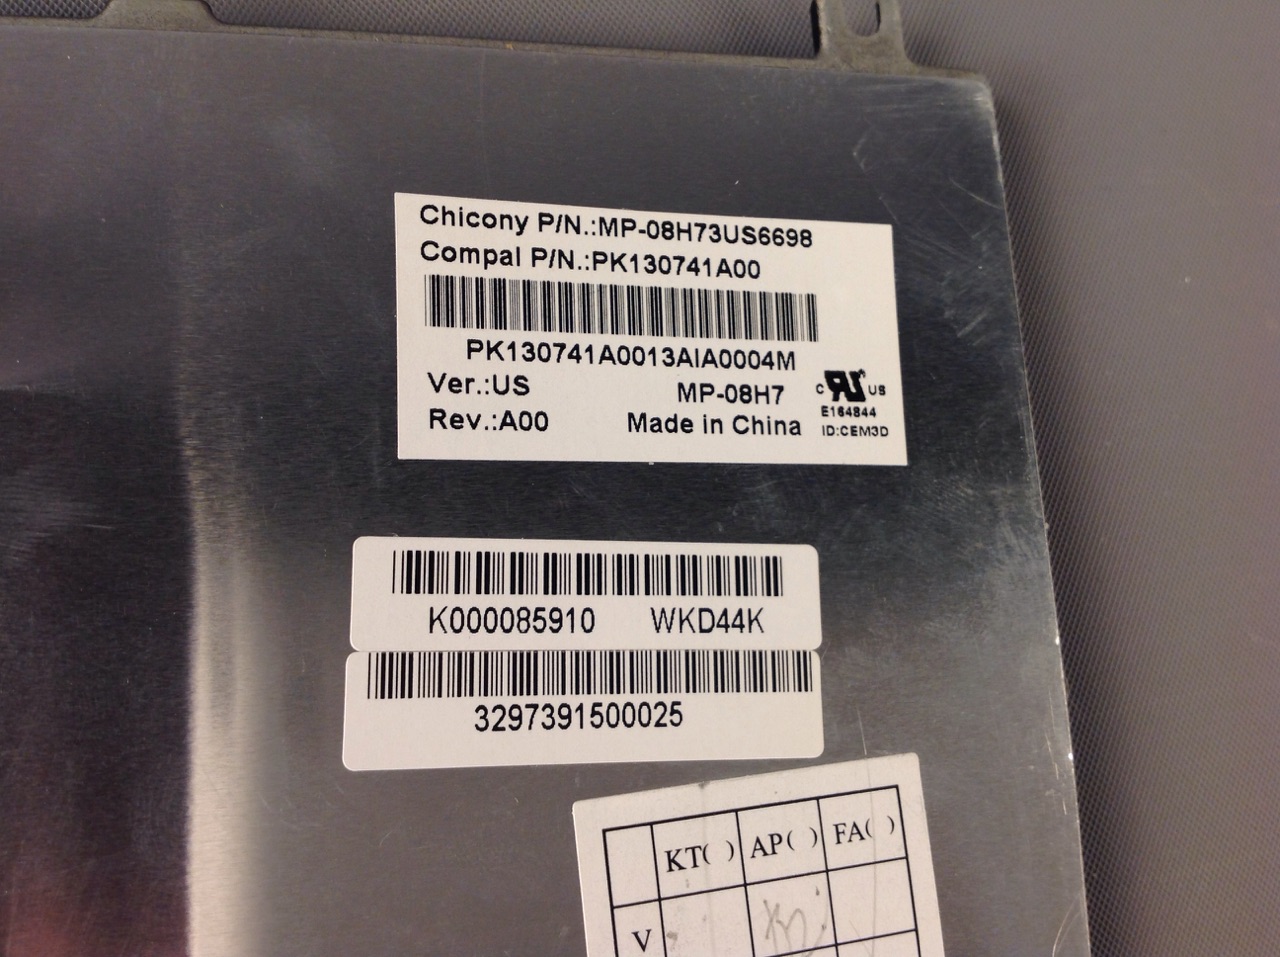 Chicony P/N.:MP-08H73US6698
Compal P/N.:PK130741A00
PK130741A0013AIA0004M
Ver.:US MP-08H7
Rev.:A00 Made in China
C US
E164844
ID:CEM3D
K000085910 WKD44K
3297391500025
KT( ) AP( ) FA( )
V